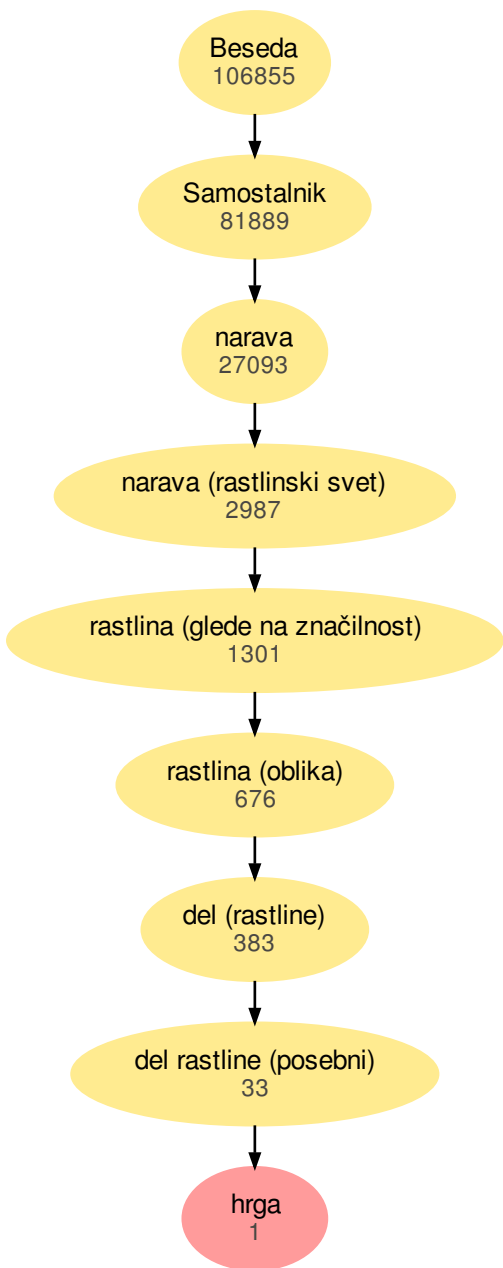 Beseda
106855
Samostalnik
81889
narava
27093
narava (rastlinski svet)
2987
rastlina (glede na značilnost)
1301
rastlina (oblika)
676
del (rastline)
383
del rastline (posebni)
33
hrga
1